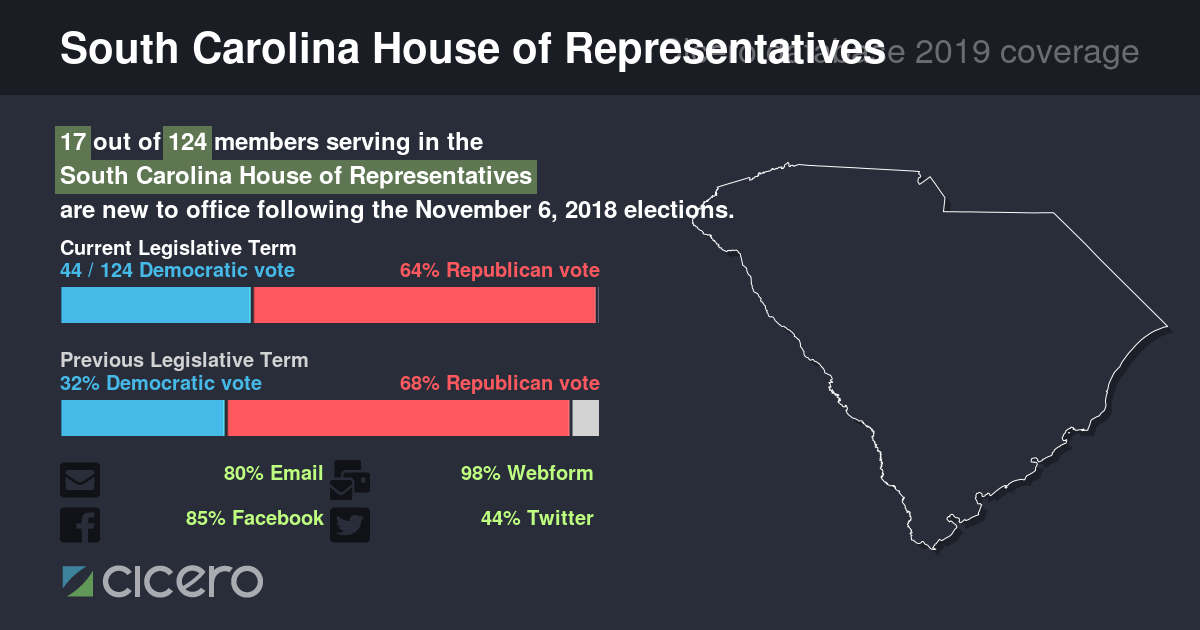 South Carolina House of Representatives
2019 coverage
17 out of 124 members serving in the
South Carolina House of Representatives
are new to office following the November 6, 2018 elections.
Current Legislative Term
44 / 124 Democratic vote 64% Republican vote
Previous Legislative Term
32% Democratic vote 68% Republican vote
80% Email 98% Webform
85% Facebook 44% Twitter
cicero